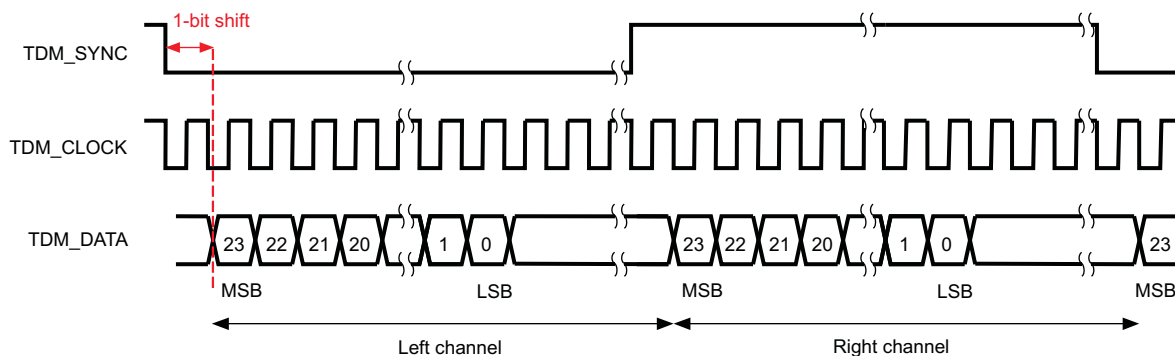 1-bit shift
TDM_SYNC
TDM_CLOCK
TDM_DATA
23 22 21 20 1 0 23 22 21 20 1 0 23
MSB LSB MSB LSB MSB
Left channel Right channel